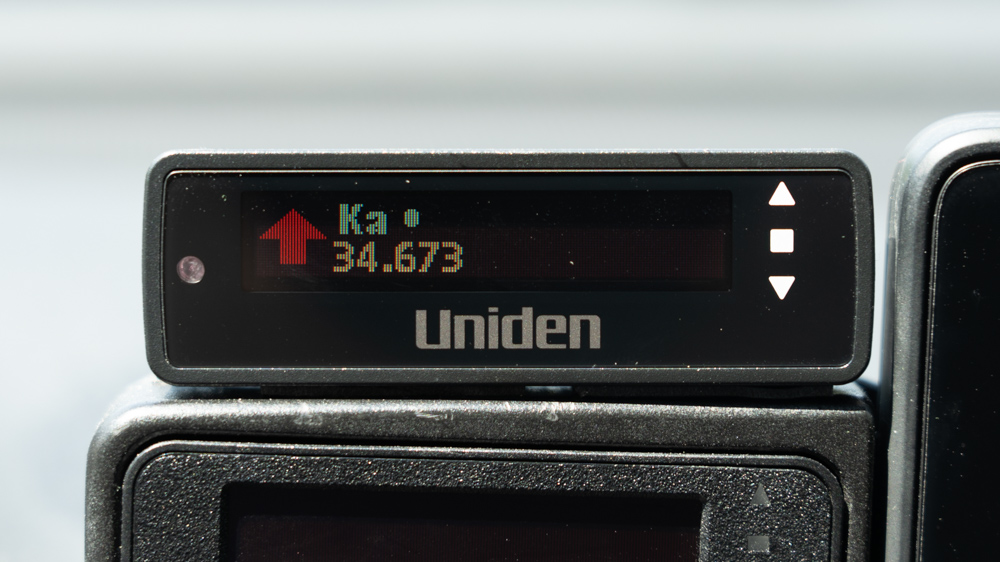 Ka •
34.673
Uniden